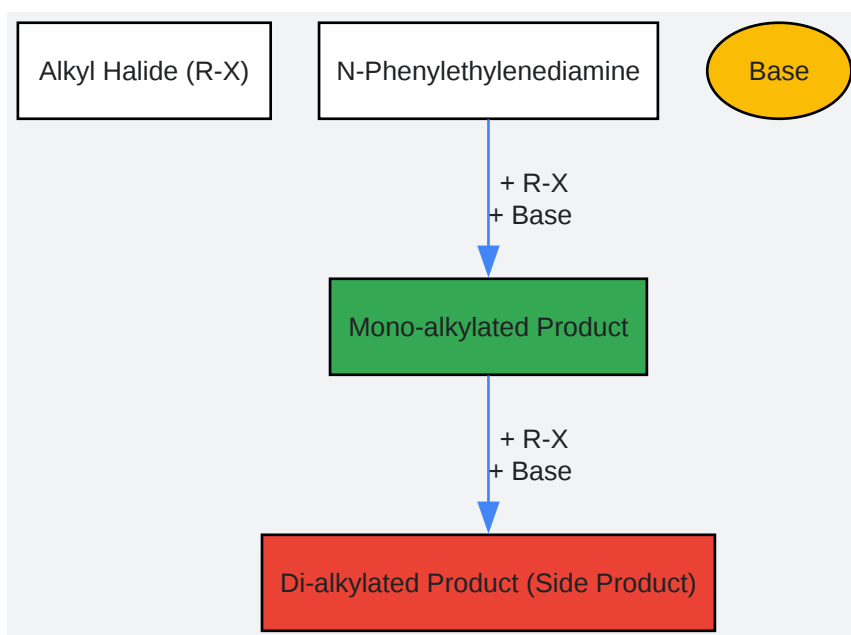 Alkyl Halide (R-X)
N-Phenylethylenediamine
Base
+ R-X
+ Base
Mono-alkylated Product
+ R-X
+ Base
Di-alkylated Product (Side Product)